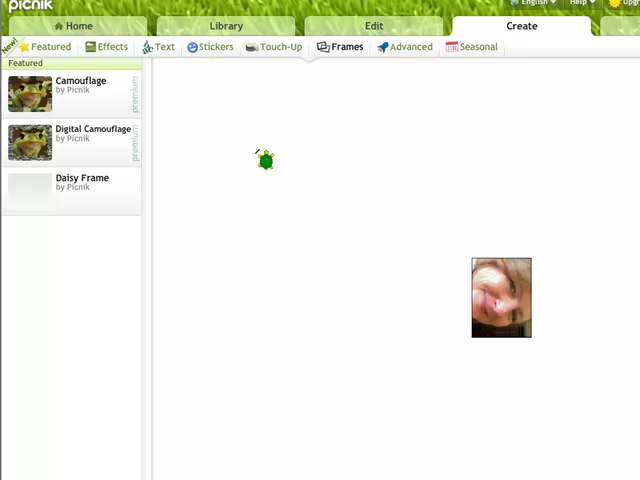 picnik
English
Help
Upgr
Home
Library
Edit
Create
New!
Featured
Effects
Text
Stickers
Touch-Up
Frames
Advanced
Seasonal
Featured
Camouflage
by Picnik
premium
Digital Camouflage
by Picnik
premium
Daisy Frame
by Picnik